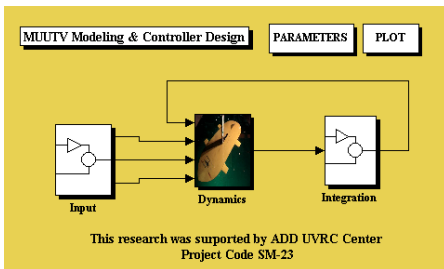 MUUTV Modeling & Controller Design
PARAMETERS
PLOT
Input
Dynamics
Integration
This research was surported by ADD UVRC Center
Project Code SM-23